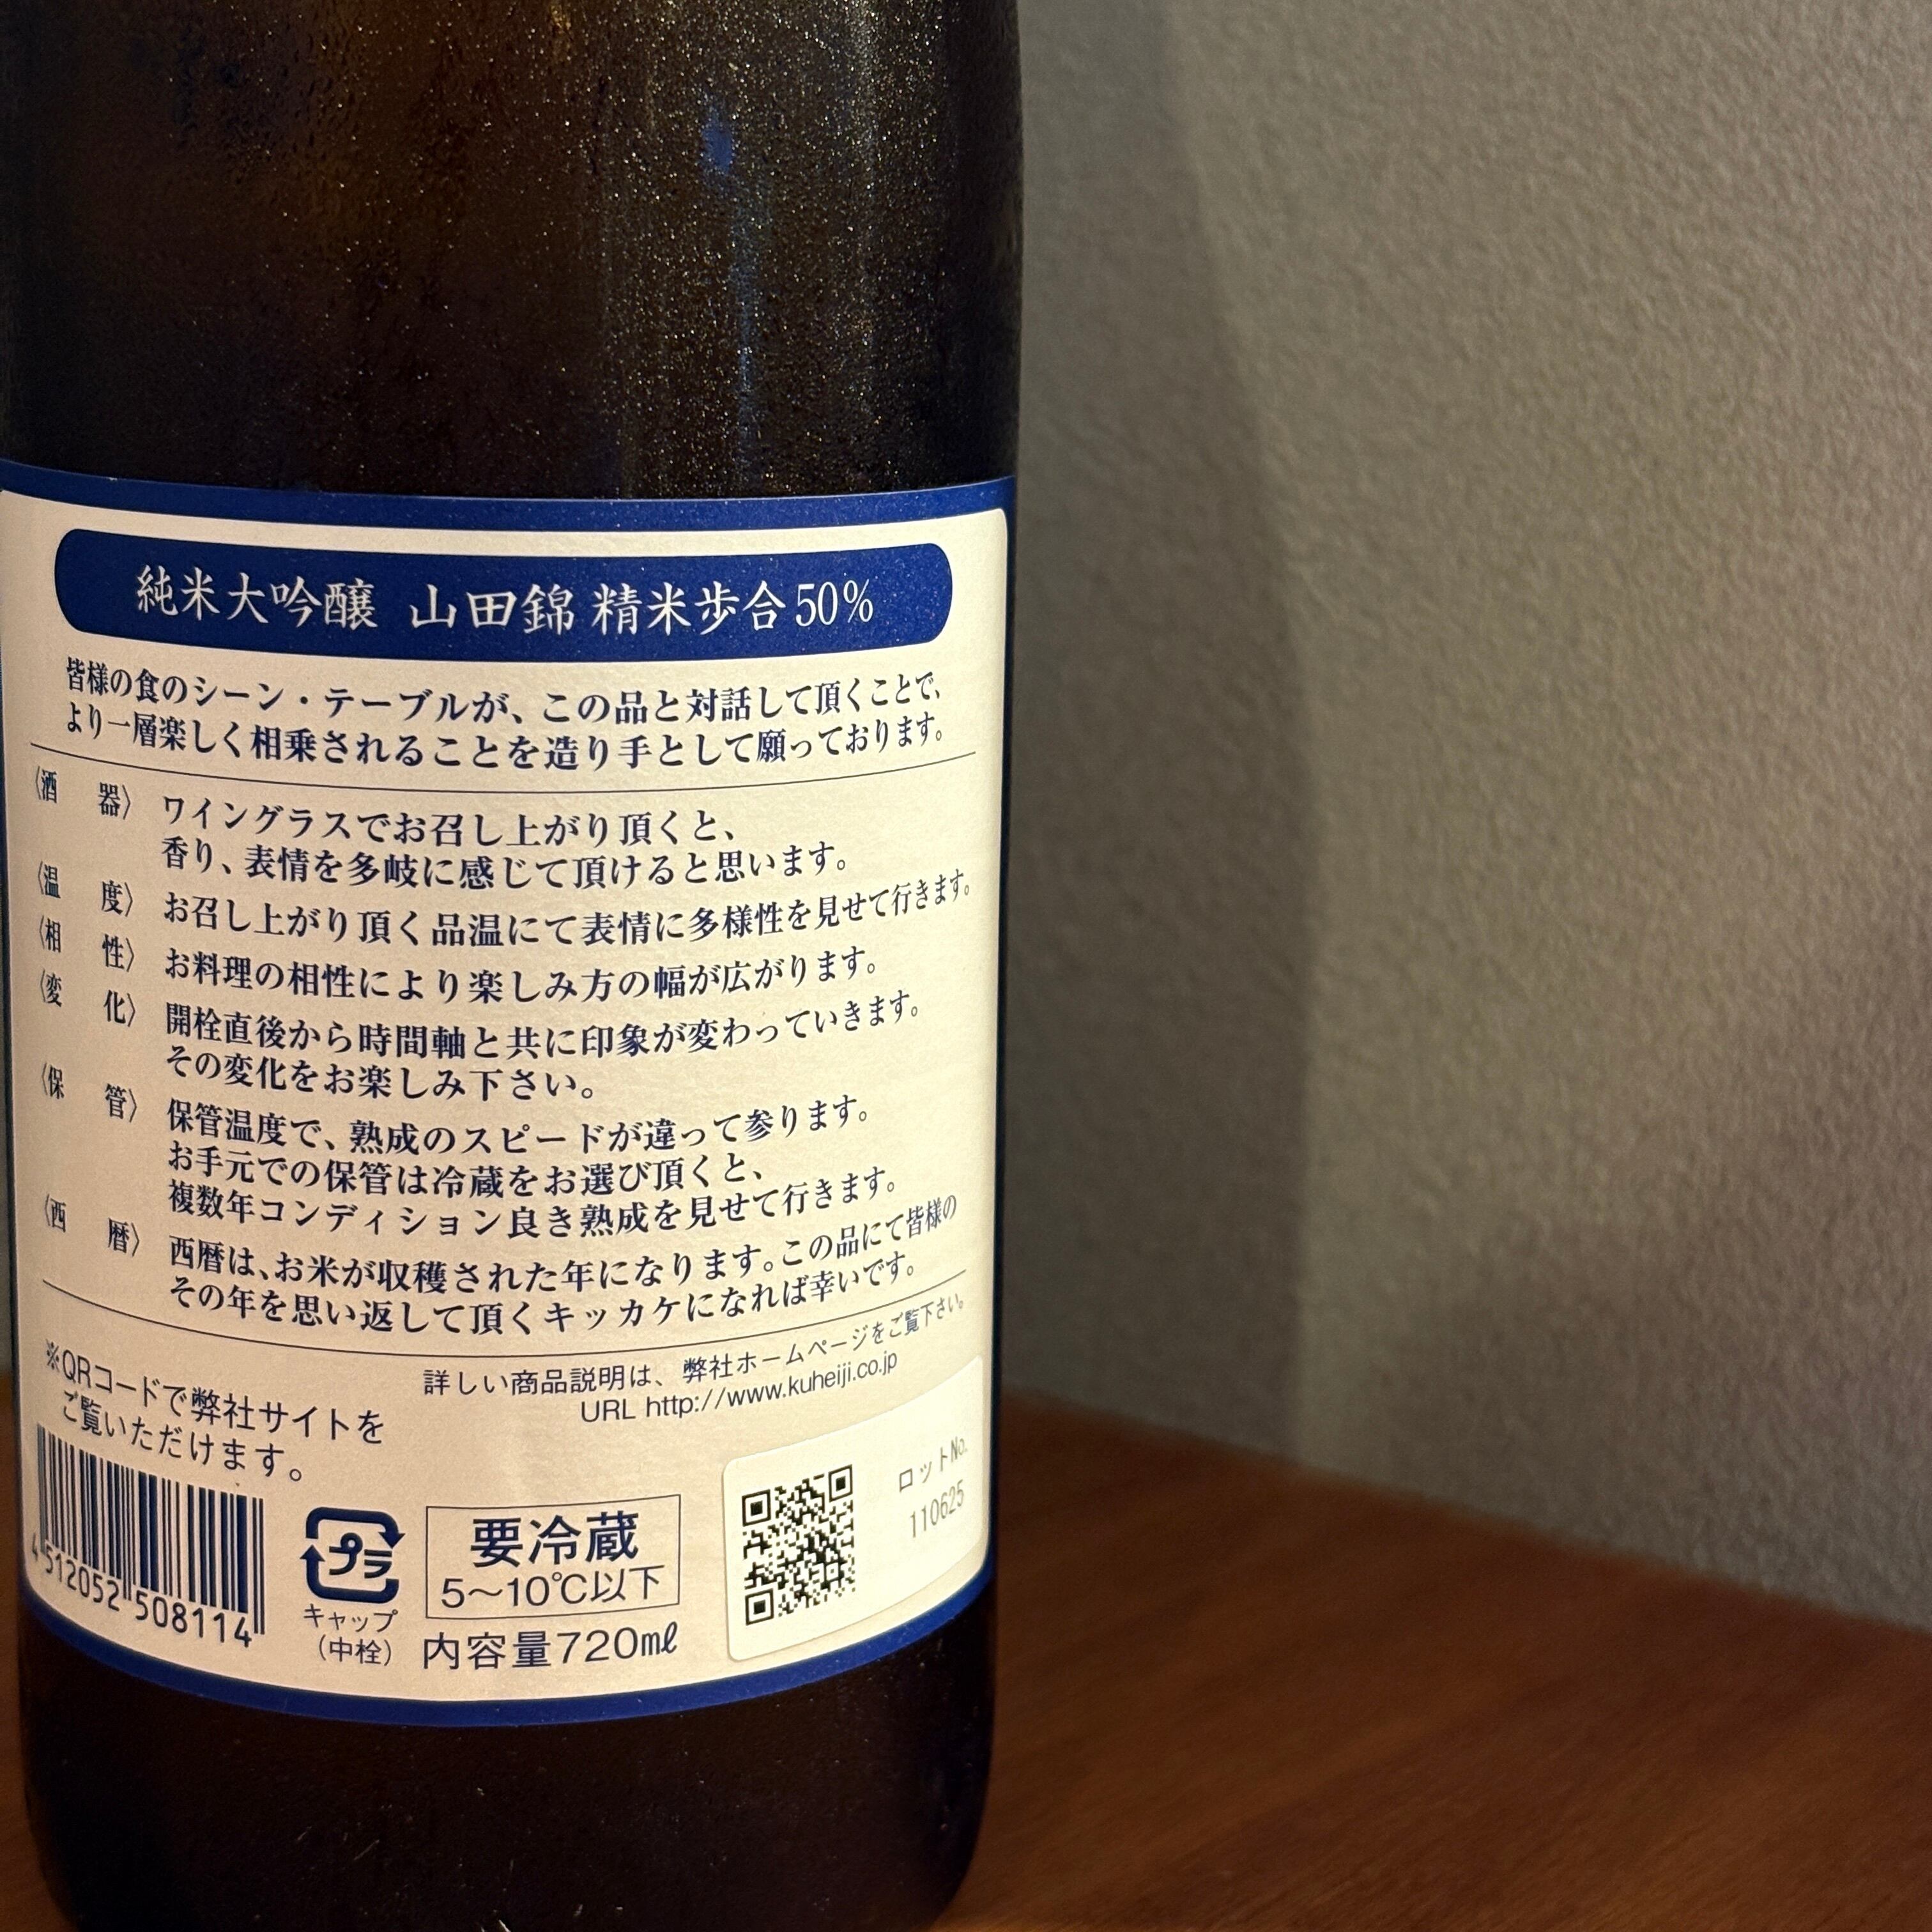 純米大吟醸 山田錦 精米歩合50%
皆様の食のシーン・テーブルが、この品と対話して頂くことで、
より一層楽しく相乗されることを造り手として願っております。
〈酒器〉ワイングラスでお召し上がり頂くと、
香り、表情を多岐に感じて頂けると思います。
〈温度〉お召し上がり頂く品温にて表情に多様性を見せて行きます。
〈相性〉お料理の相性により楽しみ方の幅が広がります。
〈変化〉開栓直後から時間軸と共に印象が変わっていきます。
その変化をお楽しみ下さい。
〈保管〉保管温度で、熟成のスピードが違って参ります。
お手元での保管は冷蔵をお選び頂くと、
複数年コンディション良き熟成を見せて行きます。
〈西暦〉西暦は、お米が収穫された年になります。この品にて皆様の
その年を思い返して頂くキッカケになれば幸いです。
詳しい商品説明は、弊社ホームページをご覧下さい。
URL http://www.kuheiji.co.jp
※QRコードで弊社サイトを
ご覧いただけます。
4 512052 508114
プラ
キャップ
(中栓)
要冷蔵
5〜10℃以下
内容量720mℓ
ロットNo.
110625